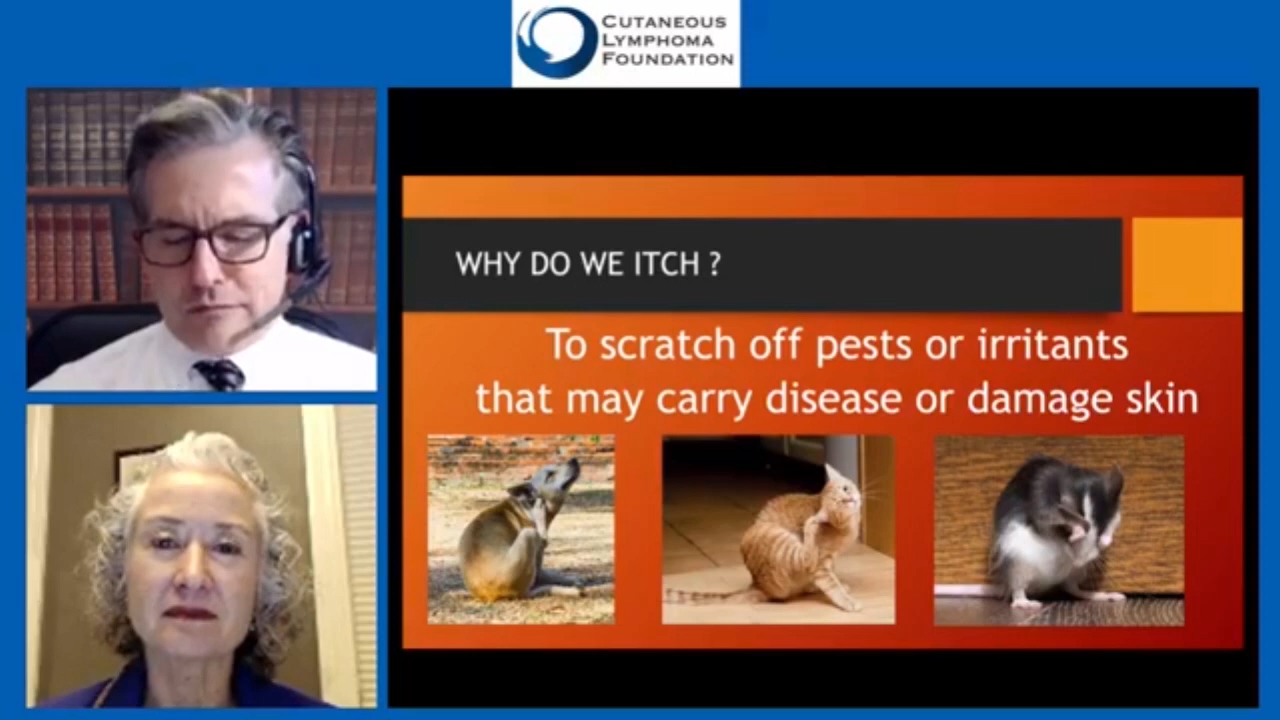 CUTANEOUS
LYMPHOMA
FOUNDATION
WHY DO WE ITCH ?
To scratch off pests or irritants
that may carry disease or damage skin